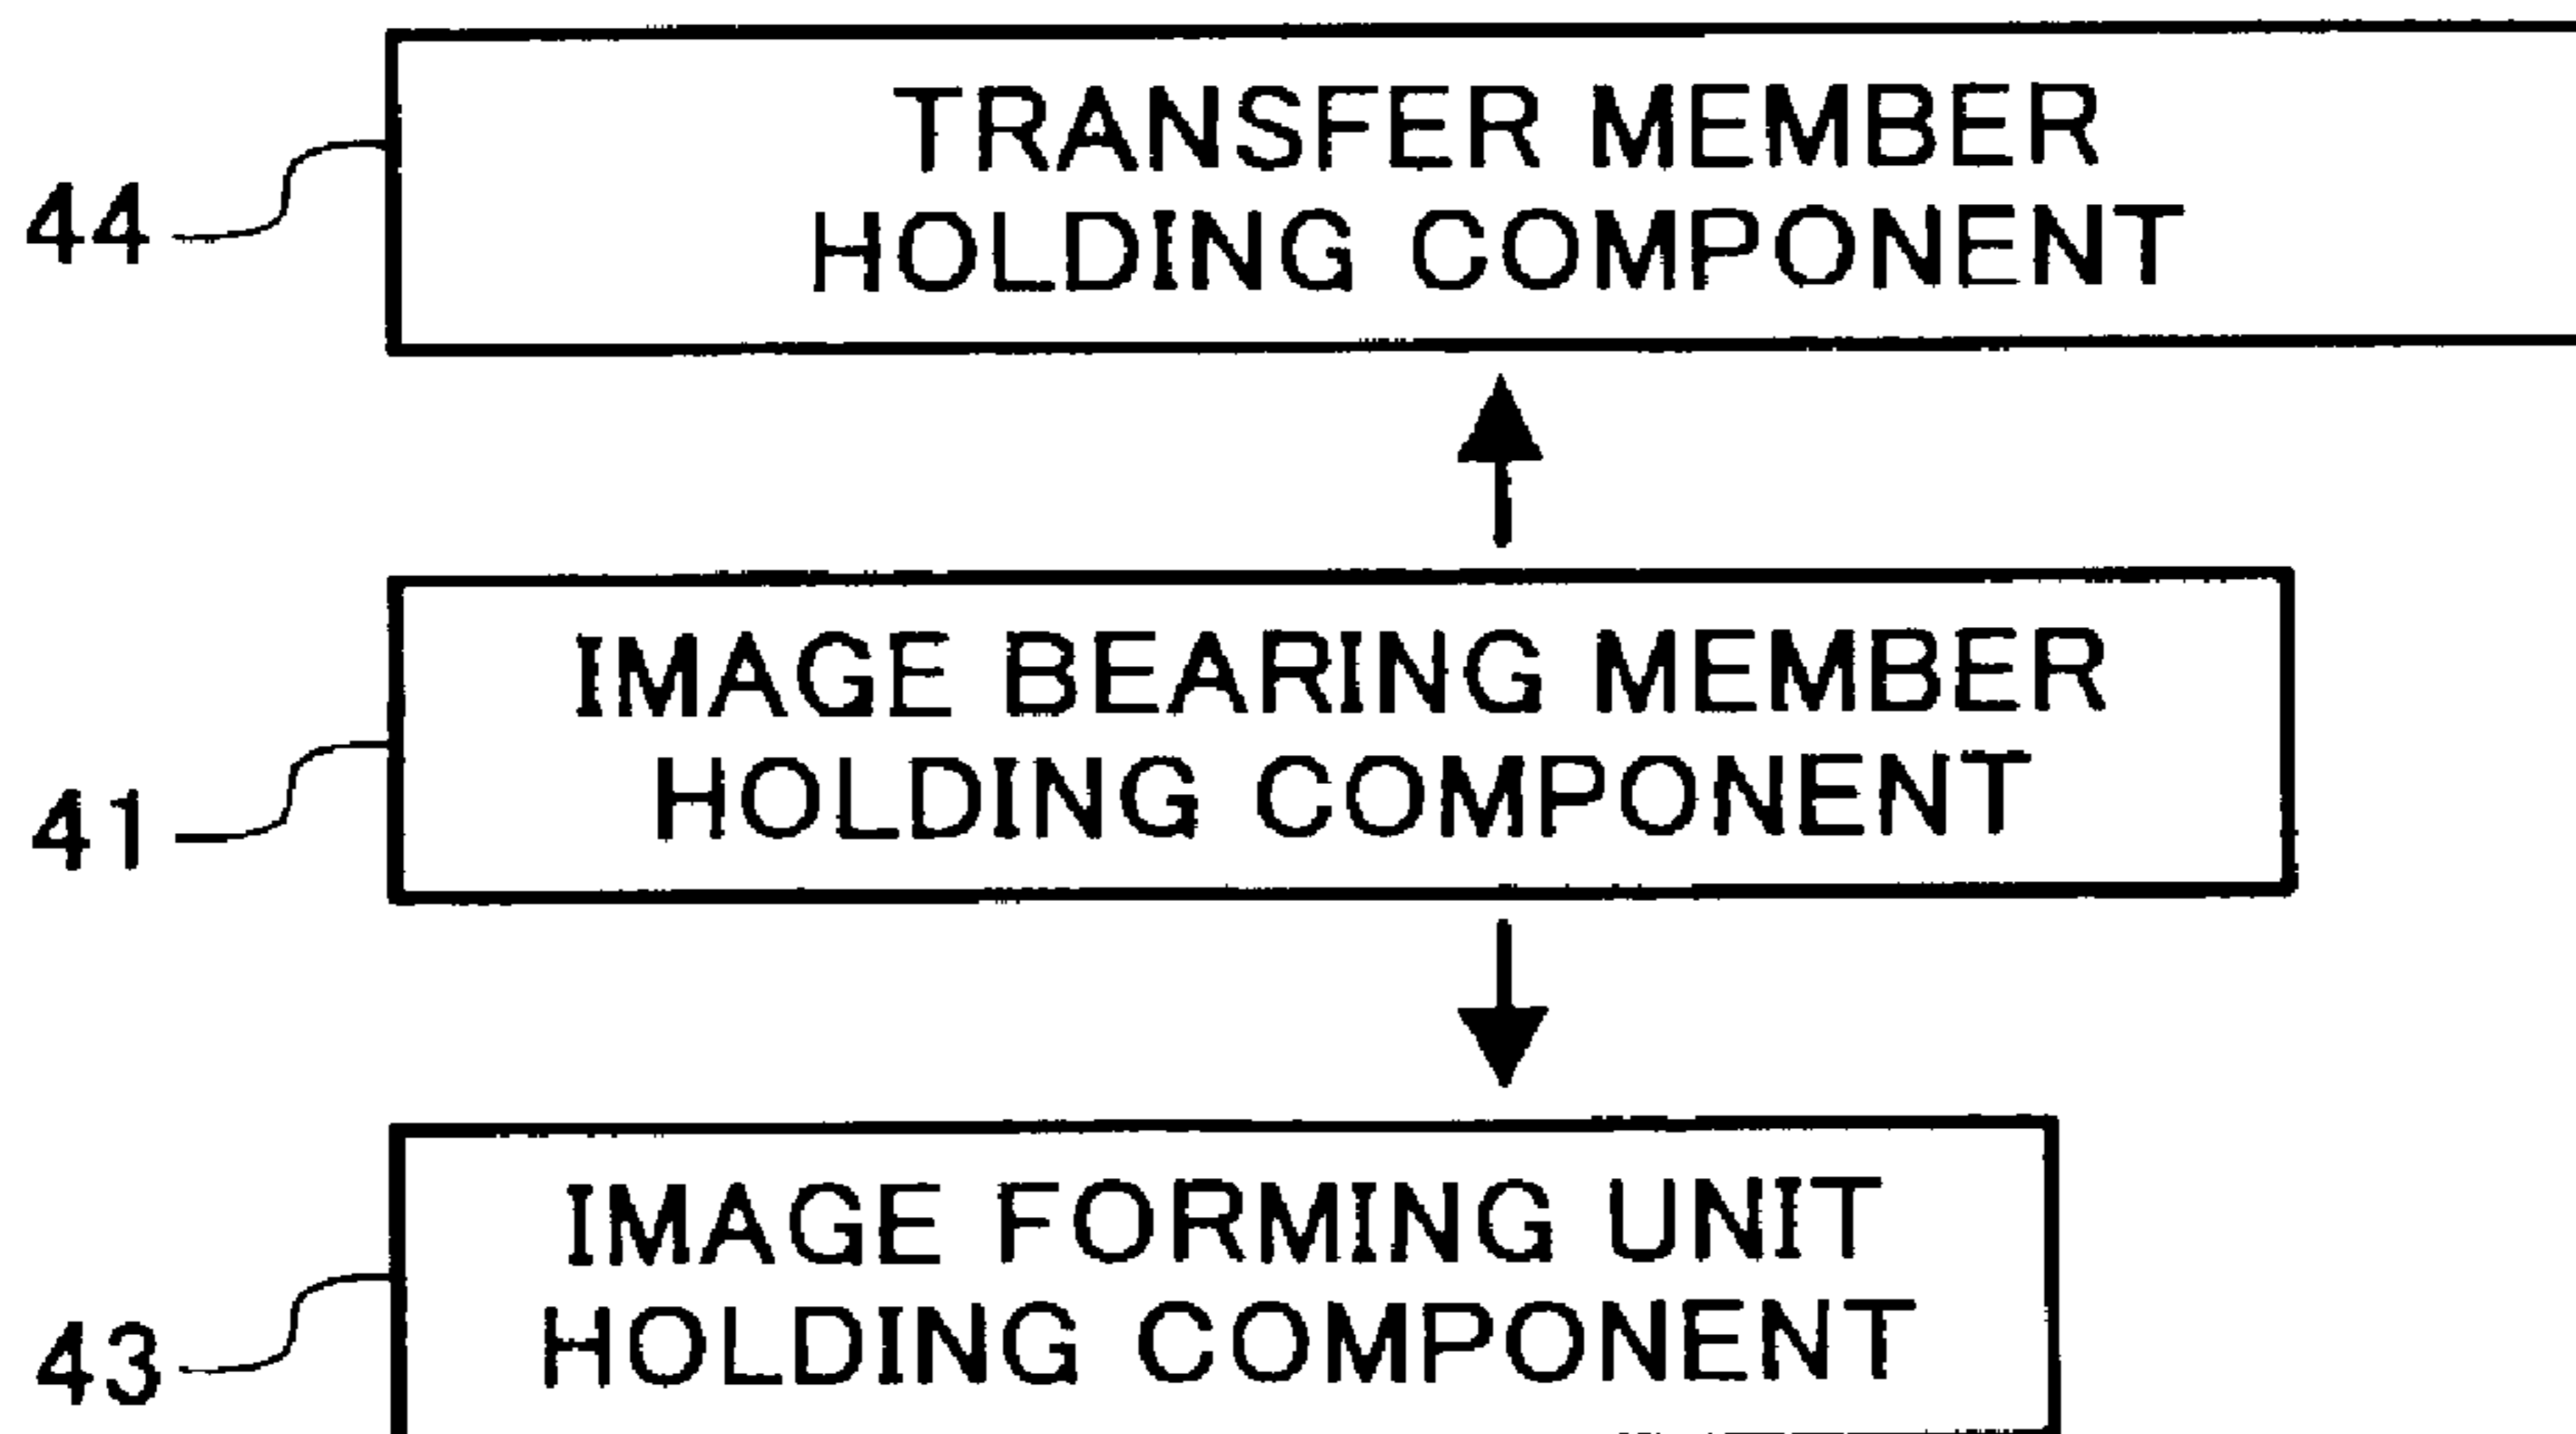 TRANSFER MEMBER
HOLDING COMPONENT
44
IMAGE BEARING MEMBER
HOLDING COMPONENT
41
IMAGE FORMING UNIT
HOLDING COMPONENT
43